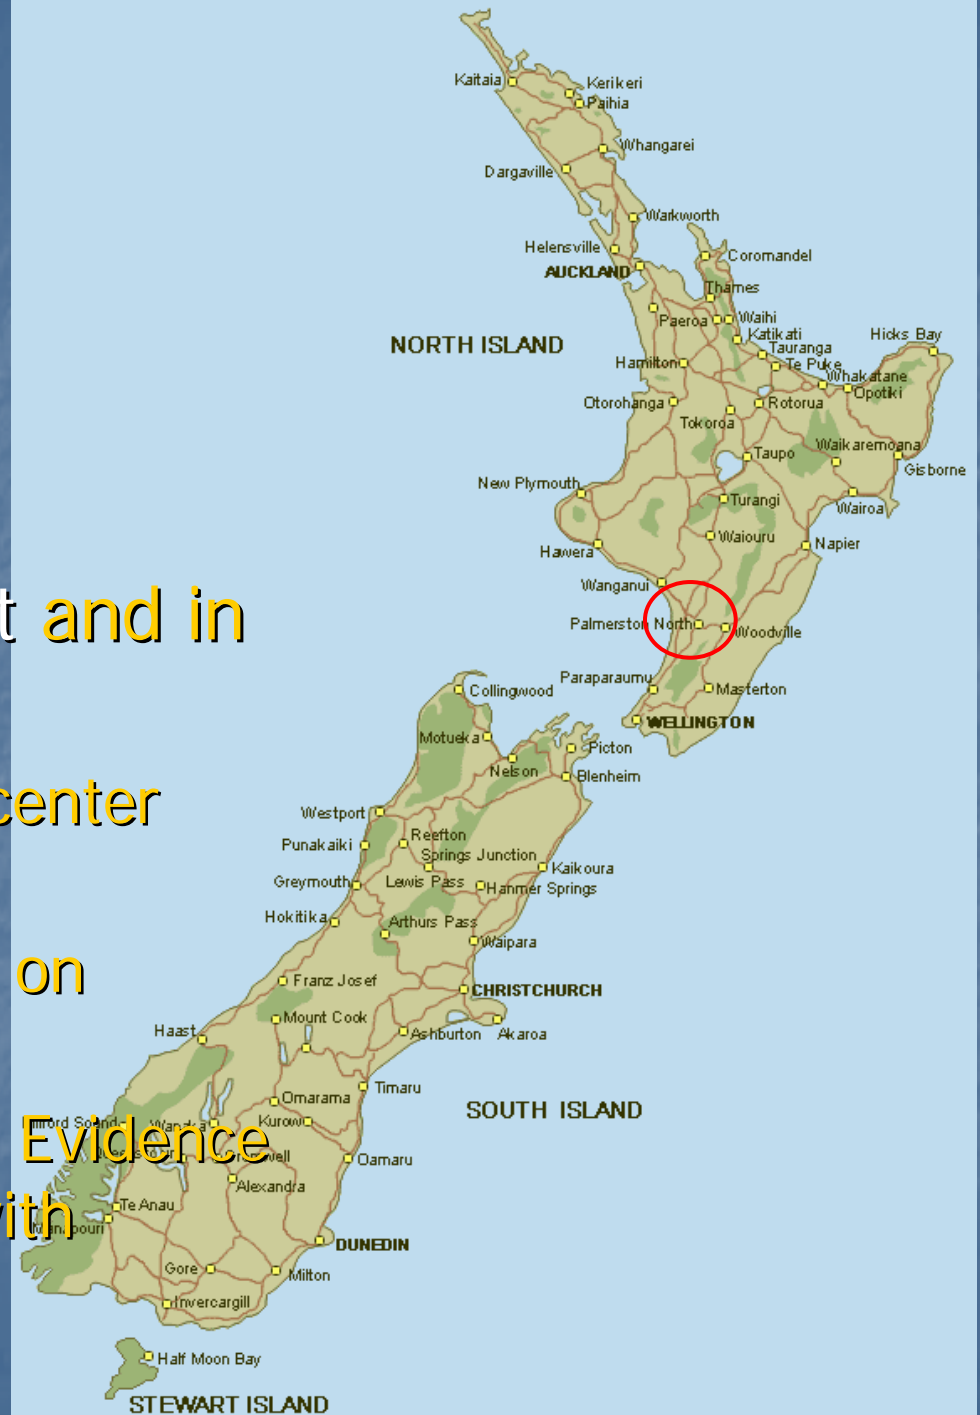 Kaitaia
Kerikeri
Paihia
Whangarei
Dargaville
Warkworth
Helensville
Coromandel
AUCKLAND
Thames
Paeroa
Waihi
Katikati
Hicks Bay
NORTH ISLAND
Tauranga
Hamilton
Te Puke
Whakatane
Opotiki
Otorohanga
Rotorua
Tokoroa
Waikaremoana
Taupo
Gisborne
New Plymouth
Turangi
Wairoa
Waiouru
Napier
Hawera
Wanganui
t and in
Palmerston North
Woodville
Paraparaumu
Collingwood
Masterton
WELLINGTON
Motueka
Picton
Nelson
Blenheim
center
Westport
Reefton
Punakaiki
Springs Junction
Kaikoura
Greymouth
Lewis Pass
Hanmer Springs
Hokitika
Arthurs Pass
Waipara
on
Franz Josef
CHRISTCHURCH
Mount Cook
Haast
Ashburton
Akaroa
Timaru
Omarama
SOUTH ISLAND
Sound
Wanaka
Kurow
Evidence
Oamaru
Alexandra
Te Anau
with
Manapouri
DUNEDIN
Gore
Milton
Invercargill
Half Moon Bay
STEWART ISLAND